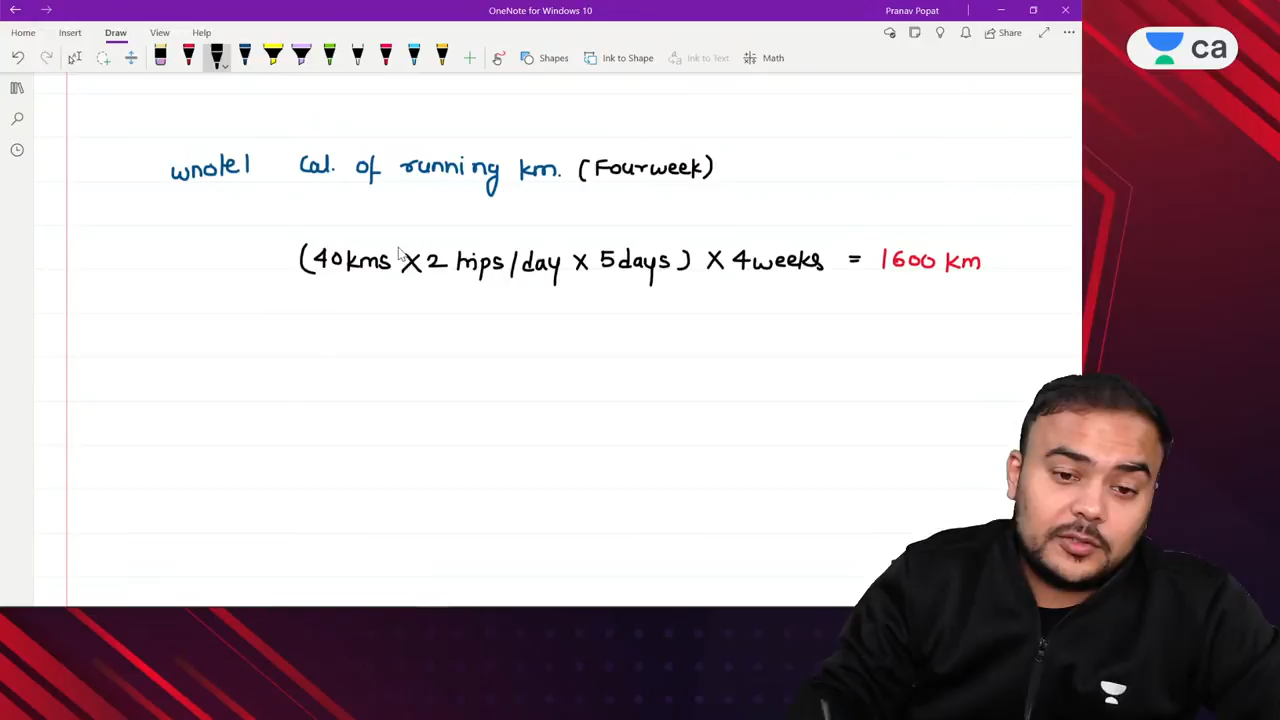 OneNote for Windows 10
Pranav Popat
Home Insert Draw View Help
Share
Shapes Ink to Shape Ink to Text Math
ca
wnote1 Cal. of running km. (Fourweek)
(40kms X 2 trips/day X 5days) X 4weeks = 1600 km